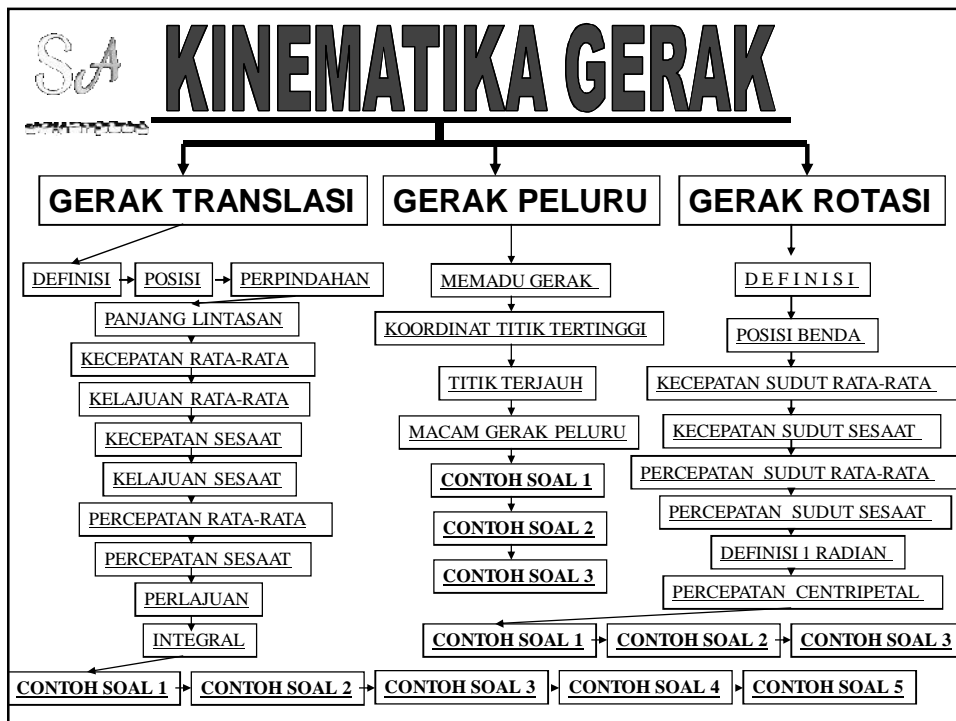 SA
KINEMATIKA GERAK
GERAK TRANSLASI
DEFINISI
POSISI
PERPINDAHAN
PANJANG LINTASAN
KECEPATAN RATA-RATA
KELAJUAN RATA-RATA
KECEPATAN SESAAT
KELAJUAN SESAAT
PERCEPATAN RATA-RATA
PERCEPATAN SESAAT
PERLAJUAN
INTEGRAL
CONTOH SOAL 1
CONTOH SOAL 2
CONTOH SOAL 3
CONTOH SOAL 4
CONTOH SOAL 5
GERAK PELURU
MEMADU GERAK
KOORDINAT TITIK TERTINGGI
TITIK TERJAUH
MACAM GERAK PELURU
CONTOH SOAL 1
CONTOH SOAL 2
CONTOH SOAL 3
GERAK ROTASI
D E F I N I S I
POSISI BENDA
KECEPATAN SUDUT RATA-RATA
KECEPATAN SUDUT SESAAT
PERCEPATAN SUDUT RATA-RATA
PERCEPATAN SUDUT SESAAT
DEFINISI 1 RADIAN
PERCEPATAN CENTRIPETAL
CONTOH SOAL 1
CONTOH SOAL 2
CONTOH SOAL 3